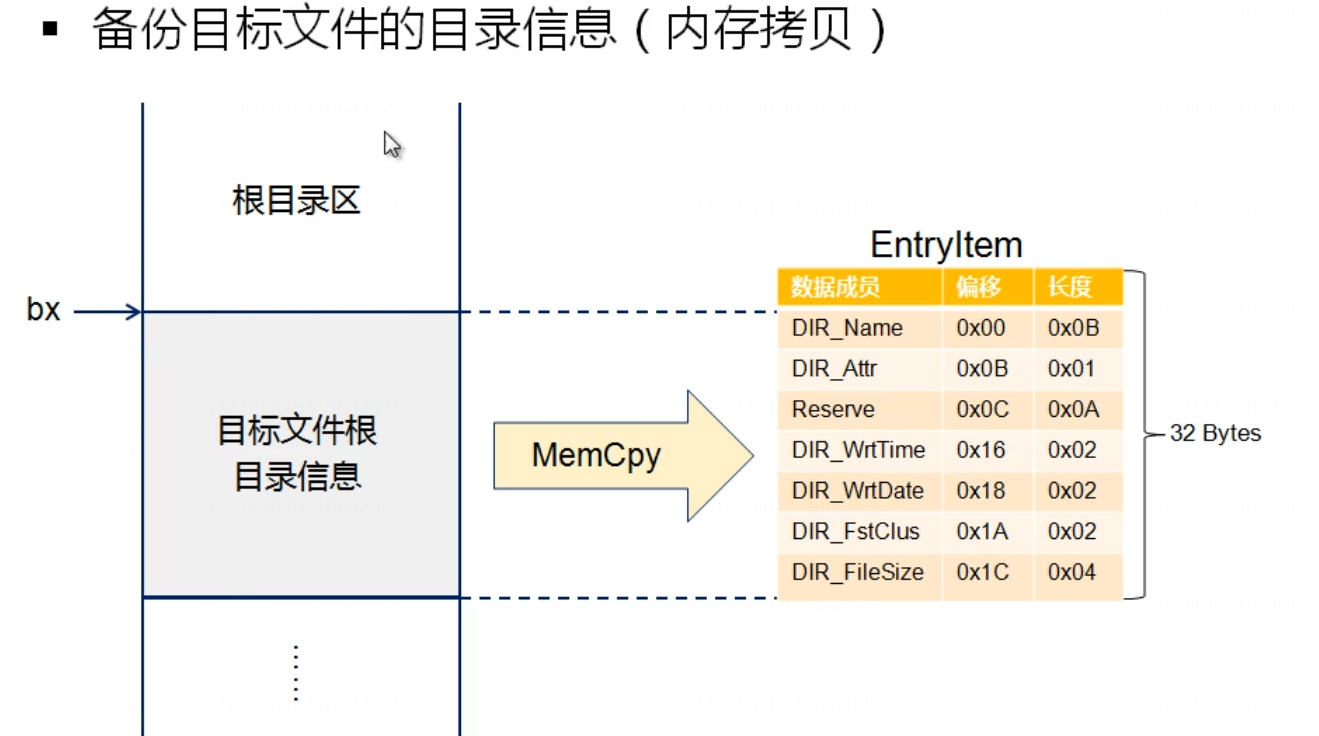 ▪ 备份目标文件的目录信息（内存拷贝）
根目录区
bx
目标文件根
目录信息
MemCpy
EntryItem
数据成员 偏移 长度
DIR_Name 0x00 0x0B
DIR_Attr 0x0B 0x01
Reserve 0x0C 0x0A
DIR_WrtTime 0x16 0x02
DIR_WrtDate 0x18 0x02
DIR_FstClus 0x1A 0x02
DIR_FileSize 0x1C 0x04
32 Bytes